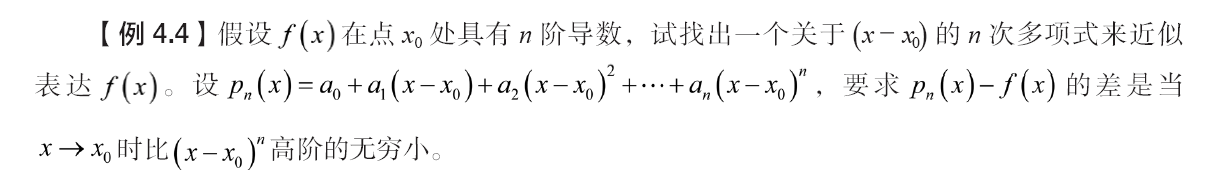 【例 4.4】假设 f(x) 在点 x₀ 处具有 n 阶导数，试找出一个关于 (x − x₀) 的 n 次多项式来近似
表达 f(x)。设 pₙ(x) = a₀ + a₁(x − x₀) + a₂(x − x₀)² + ⋯ + aₙ(x − x₀)ⁿ，要求 pₙ(x) − f(x) 的差是当
x → x₀ 时比 (x − x₀)ⁿ 高阶的无穷小。